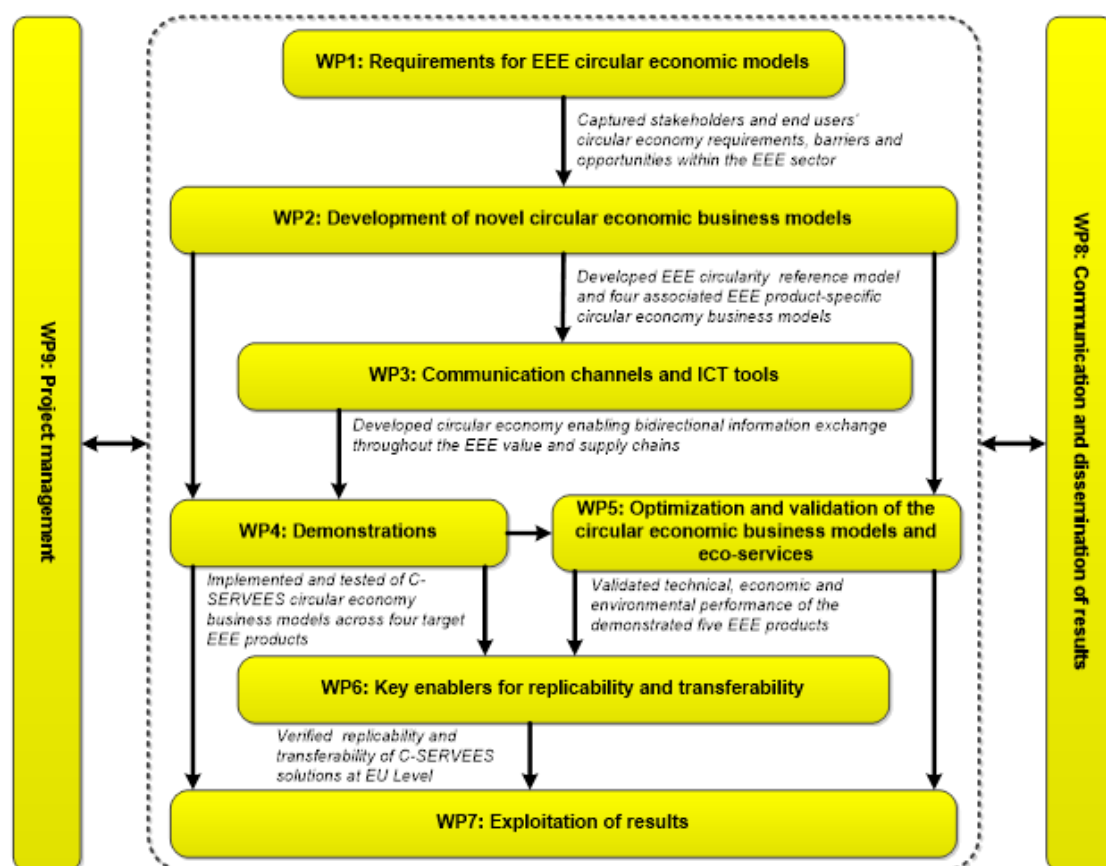 WP1: Requirements for EEE circular economic models
Captured stakeholders and end users'
circular economy requirements, barriers and
opportunities within the EEE sector
WP2: Development of novel circular economic business models
Developed EEE circularity reference model
and four associated EEE product-specific
circular economy business models
WP3: Communication channels and ICT tools
Developed circular economy enabling bidirectional information exchange
throughout the EEE value and supply chains
WP4: Demonstrations
WP5: Optimization and validation of the
circular economic business models and
eco-services
Implemented and tested of C-
SERVEES circular economy
business models across four target
EEE products
Validated technical, economic and
environmental performance of the
demonstrated five EEE products
WP6: Key enablers for replicability and transferability
Verified replicability and
transferability of C-SERVEES
solutions at EU Level
WP7: Exploitation of results
WP9: Project management
WP8: Communication and dissemination of results